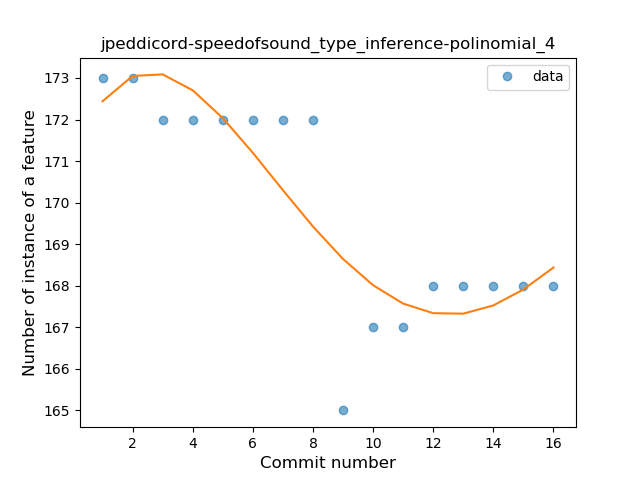 jpeddicord-speedofsound_type_inference-polinomial_4
data
Number of instance of a feature
173
172
171
170
169
168
167
166
165
2 4 6 8 10 12 14 16
Commit number